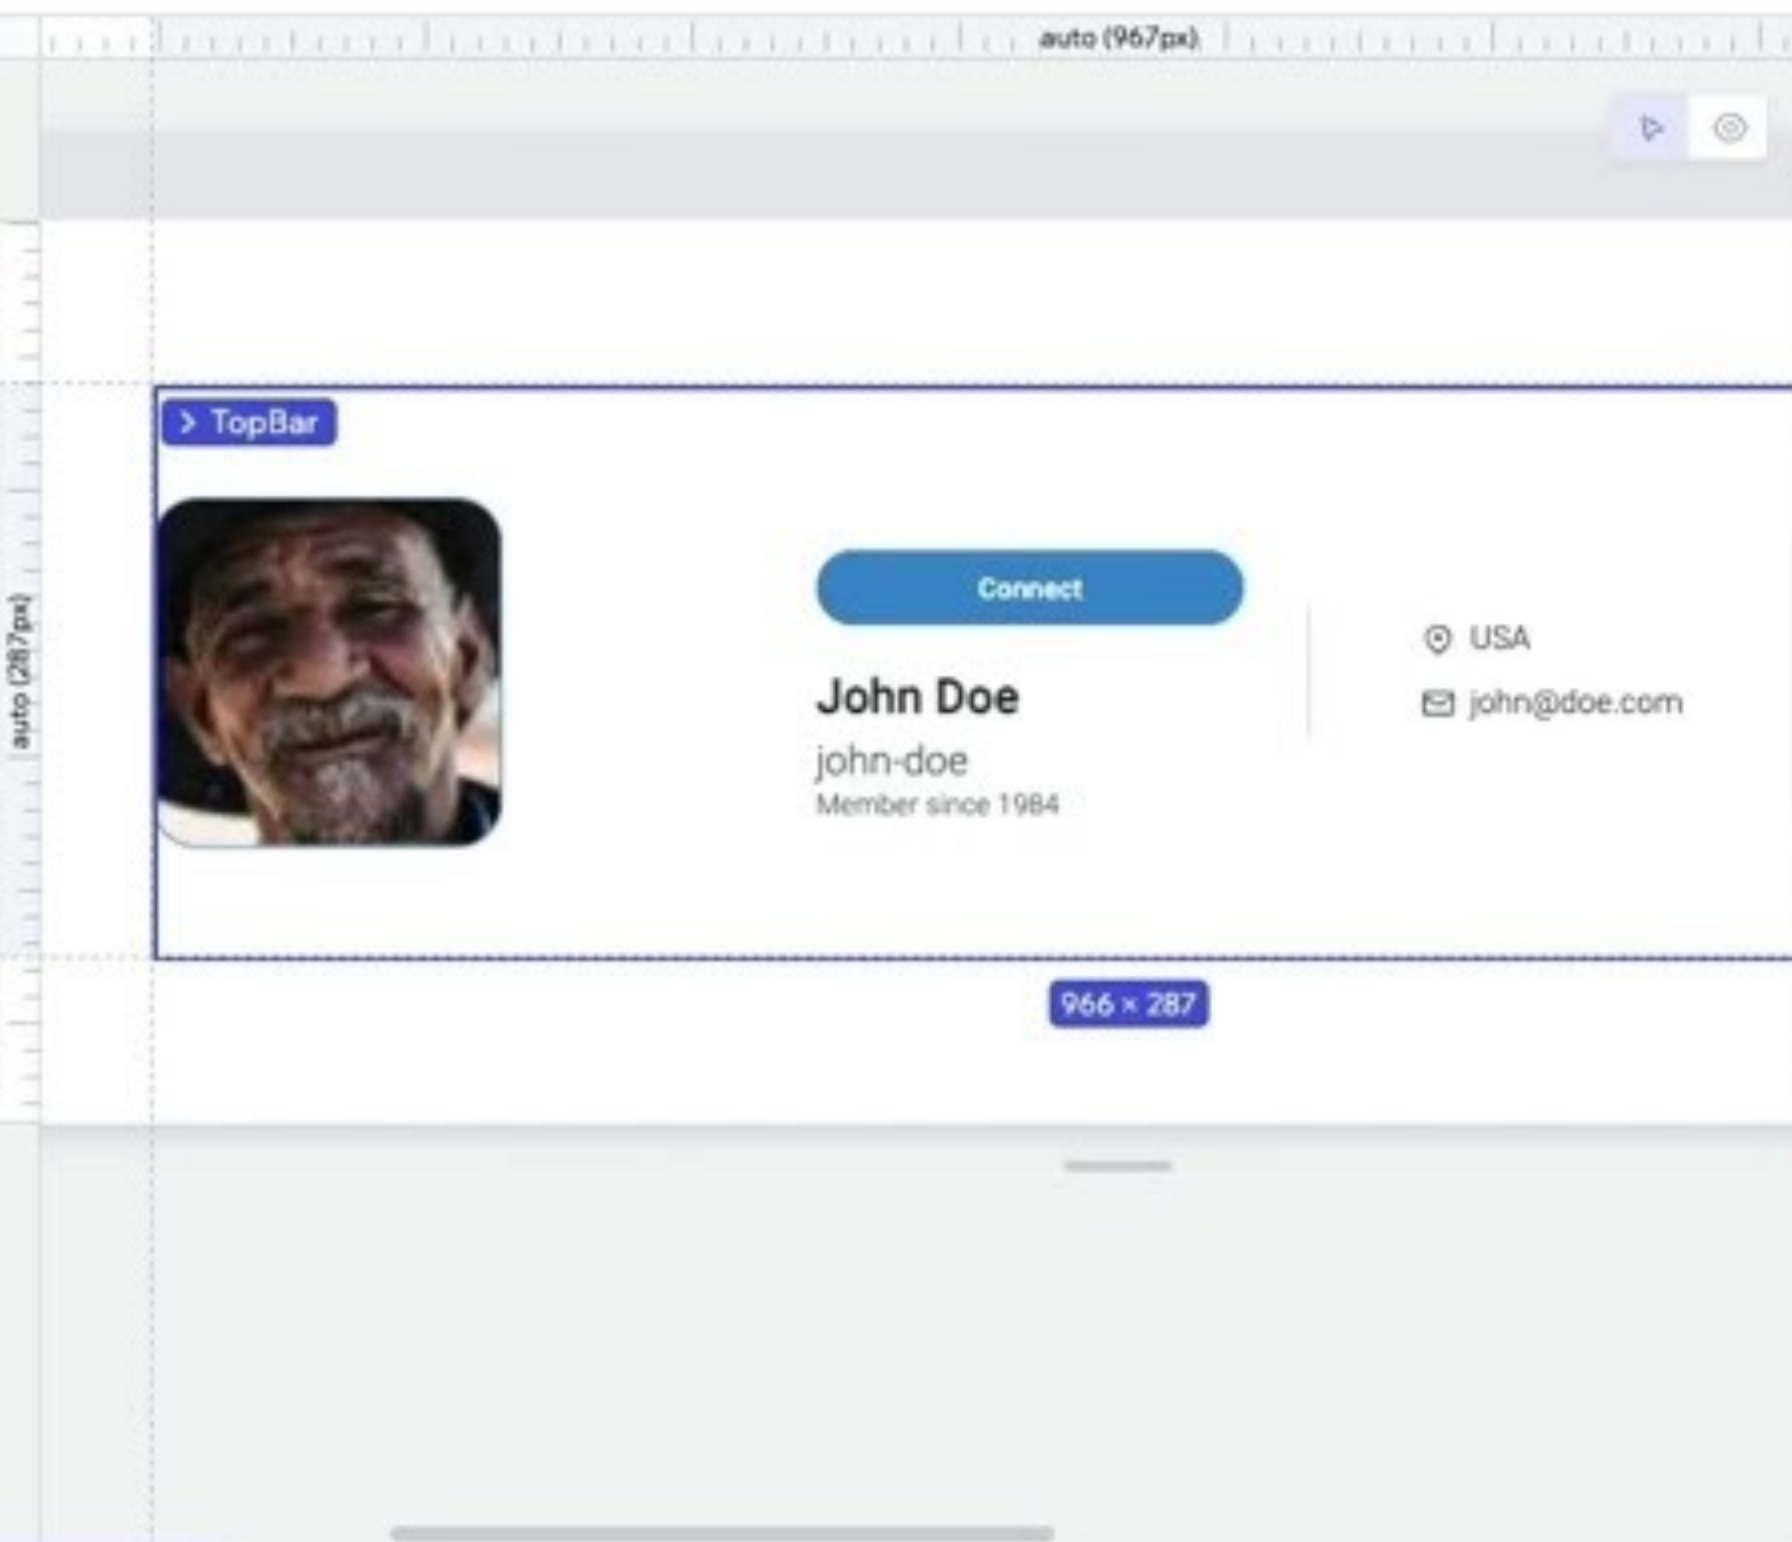 auto (967px)
TopBar
Connect
USA
John Doe
john@doe.com
john-doe
Member since 1984
auto (287px)
966 × 287